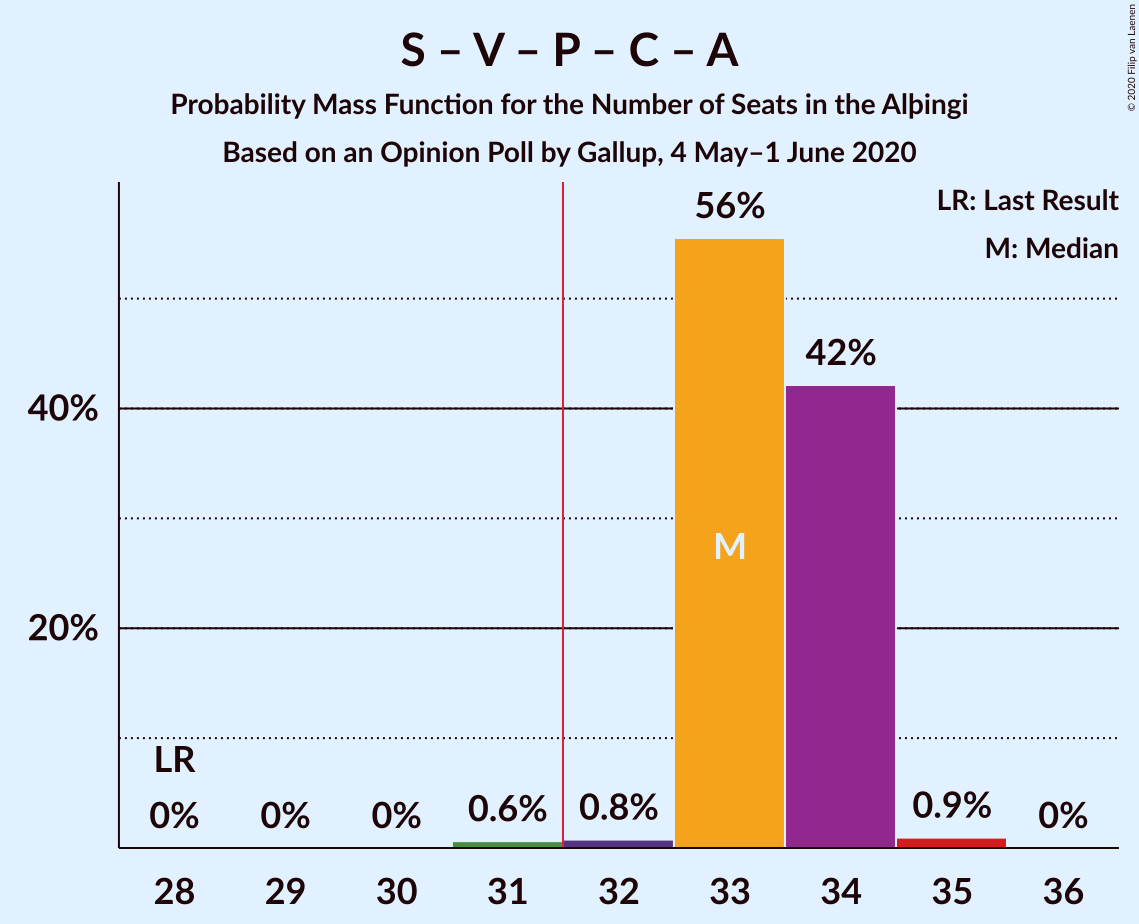 S – V – P – C – A
Probability Mass Function for the Number of Seats in the Alþingi
Based on an Opinion Poll by Gallup, 4 May–1 June 2020
© 2020 Filip van Laenen
LR: Last Result
M: Median
56%
42%
40%
M
20%
LR
0%
0%
0%
0.6%
0.8%
0.9%
0%
28
29
30
31
32
33
34
35
36